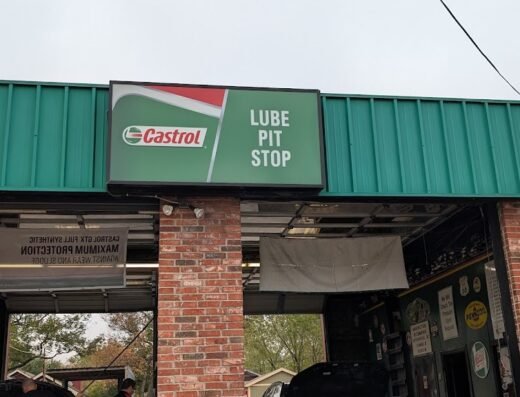 Castrol
LUBE
PIT
STOP
CASTROL GTX FULL SYNTHETIC
MAXIMUM PROTECTION
AGAINST WEAR AND SLUDGE